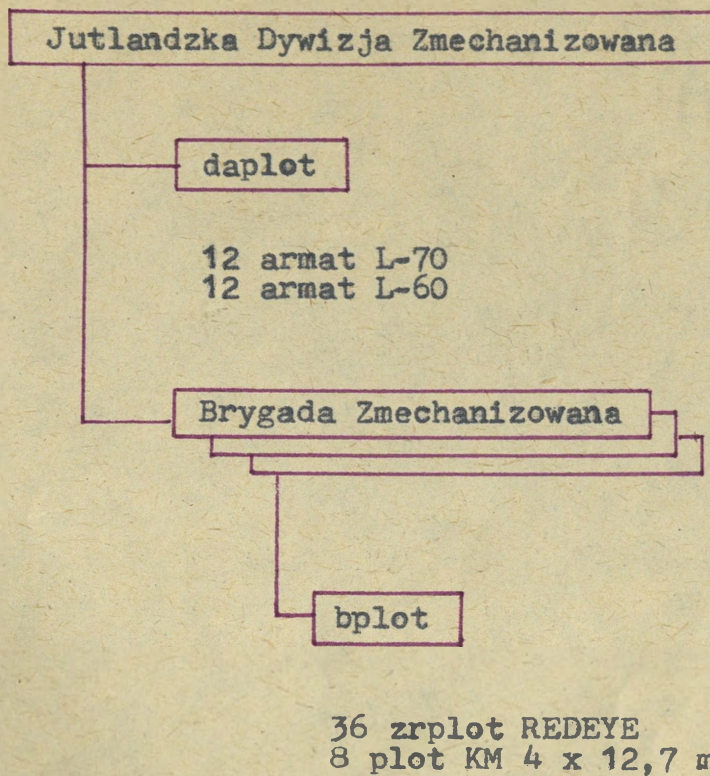 Jutlandzka Dywizja Zmechanizowana
daplot
12 armat L-70
12 armat L-60
Brygada Zmechanizowana
bplot
36 zrplot REDEYE
8 plot KM 4 x 12,7 m